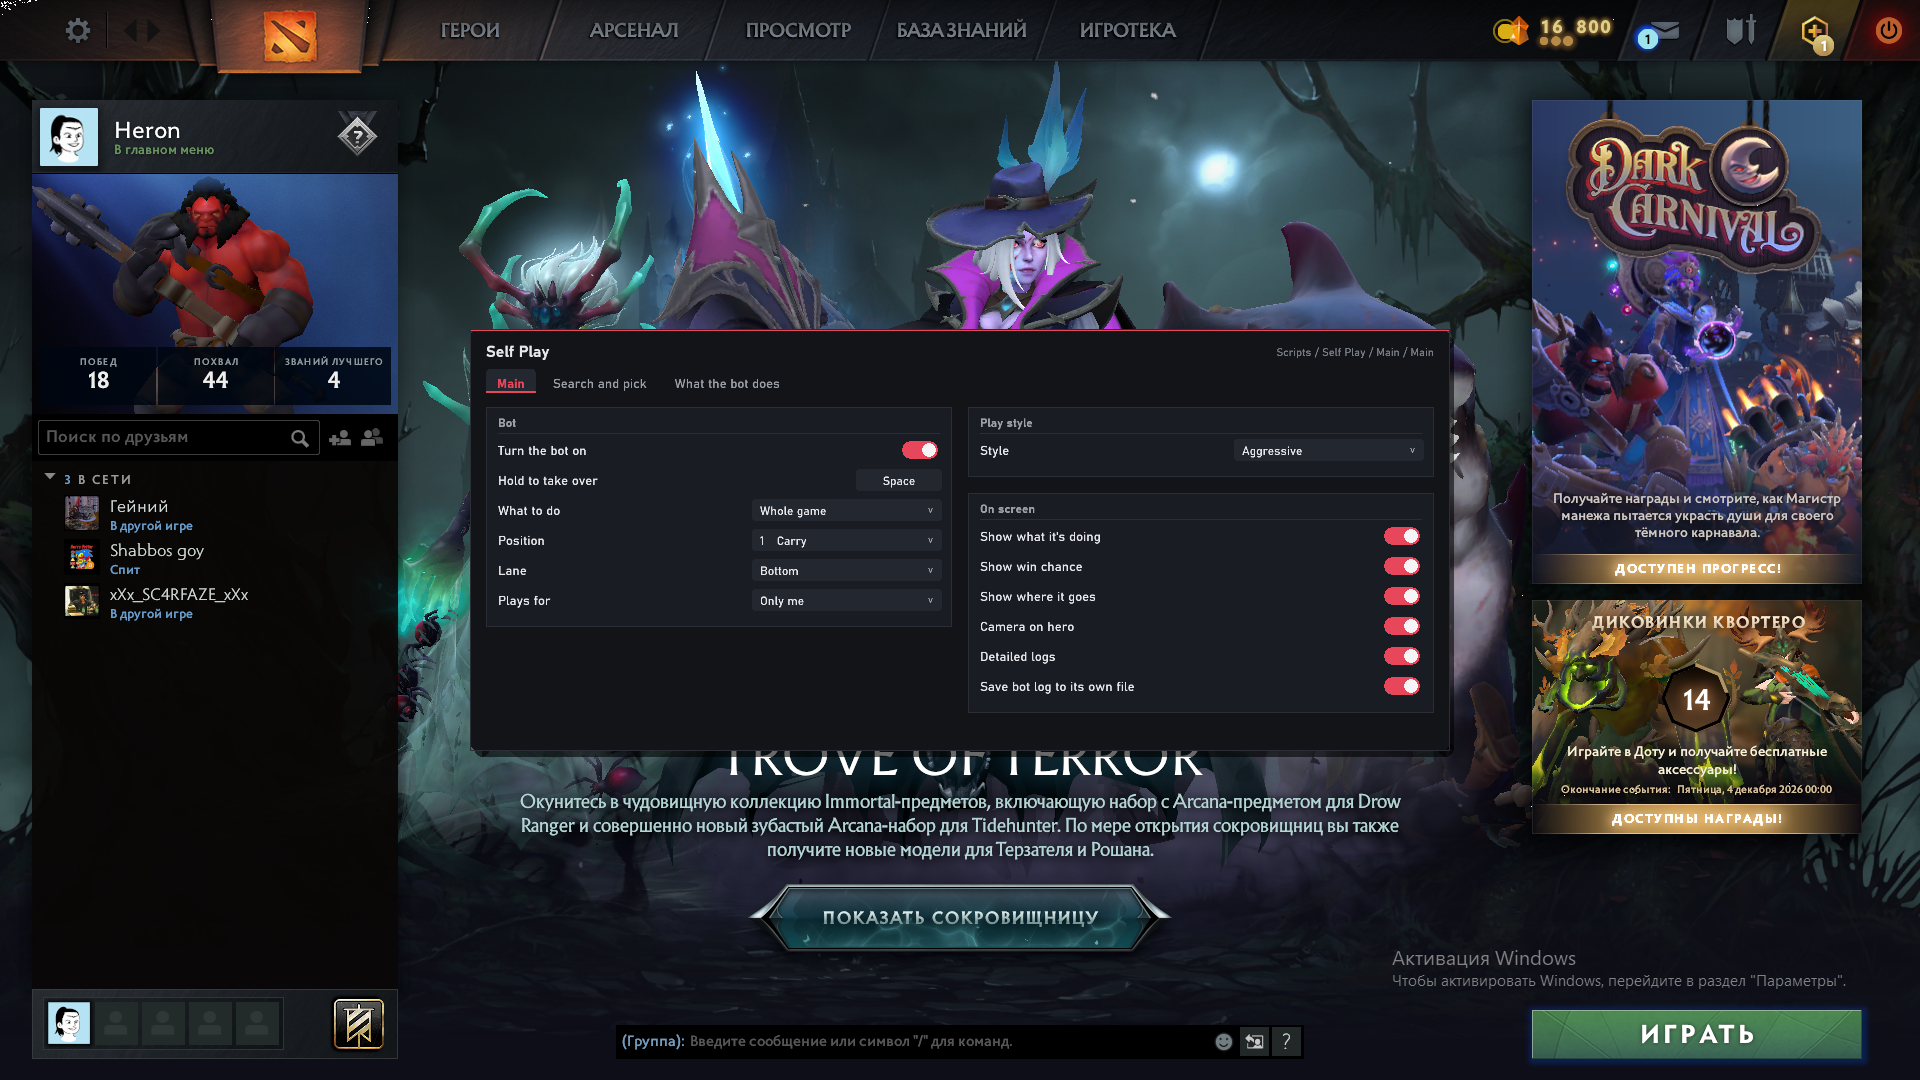 ГЕРОИ
АРСЕНАЛ
ПРОСМОТР
БАЗА ЗНАНИЙ
ИГРОТЕКА
16 800
1
1
Heron
В главном меню
?
ПОБЕД
18
ПОХВАЛ
44
ЗВАНИЙ ЛУЧШЕГО
4
Поиск по друзьям
3 В СЕТИ
Гейний
В другой игре
Shabbos goy
Спит
xXx_SC4RFAZE_xXx
В другой игре
Self Play
Scripts / Self Play / Main / Main
Main
Search and pick
What the bot does
Bot
Turn the bot on
Hold to take over
Space
What to do
Whole game
Position
1 Carry
Lane
Bottom
Plays for
Only me
Play style
Style
Aggressive
On screen
Show what it's doing
Show win chance
Show where it goes
Camera on hero
Detailed logs
Save bot log to its own file
TROVE OF TERROR
Окунитесь в чудовищную коллекцию Immortal-предметов, включающую набор с Arcana-предметом для Drow
Ranger и совершенно новый зубастый Arcana-набор для Tidehunter. По мере открытия сокровищниц вы также
получите новые модели для Терзателя и Рошана.
ПОКАЗАТЬ СОКРОВИЩНИЦУ
DARK
CARNIVAL
Получайте награды и смотрите, как Магистр
манежа пытается украсть души для своего
тёмного карнавала.
ДОСТУПЕН ПРОГРЕСС!
ДИКОВИНКИ КВОРТЕРО
14
Играйте в Доту и получайте бесплатные
аксессуары!
Окончание события: Пятница, 4 декабря 2026 00:00
ДОСТУПНЫ НАГРАДЫ!
Активация Windows
Чтобы активировать Windows, перейдите в раздел "Параметры".
(Группа): Введите сообщение или символ "/" для команд.
?
ИГРАТЬ